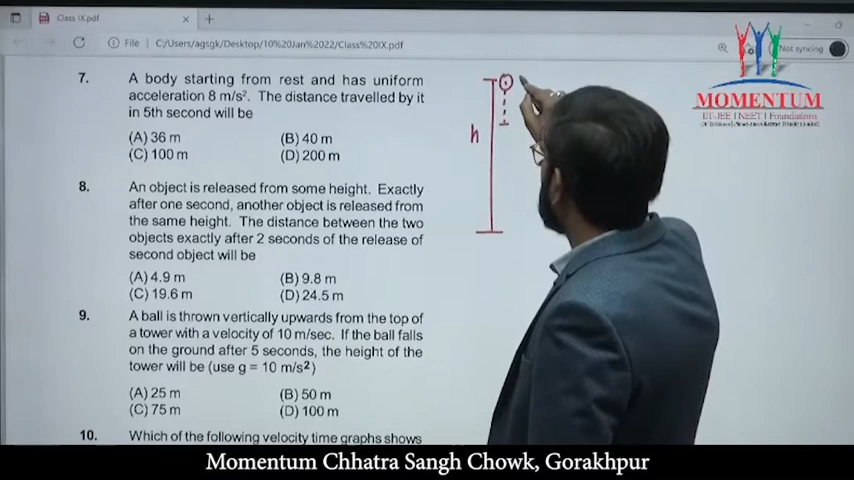 Class IX.pdf
File | C:/Users/agsgk/Desktop/10%20Jan%2022/Class%20IX.pdf
Not syncing
MOMENTUM
IIT-JEE | NEET | Foundations
7. A body starting from rest and has uniform
acceleration 8 m/s². The distance travelled by it
in 5th second will be
(A) 36 m (B) 40 m
(C) 100 m (D) 200 m
h
8. An object is released from some height. Exactly
after one second, another object is released from
the same height. The distance between the two
objects exactly after 2 seconds of the release of
second object will be
(A) 4.9 m (B) 9.8 m
(C) 19.6 m (D) 24.5 m
9. A ball is thrown vertically upwards from the top of
a tower with a velocity of 10 m/sec. If the ball falls
on the ground after 5 seconds, the height of the
tower will be (use g = 10 m/s²)
(A) 25 m (B) 50 m
(C) 75 m (D) 100 m
10. Which of the following velocity time graphs shows
Momentum Chhatra Sangh Chowk, Gorakhpur